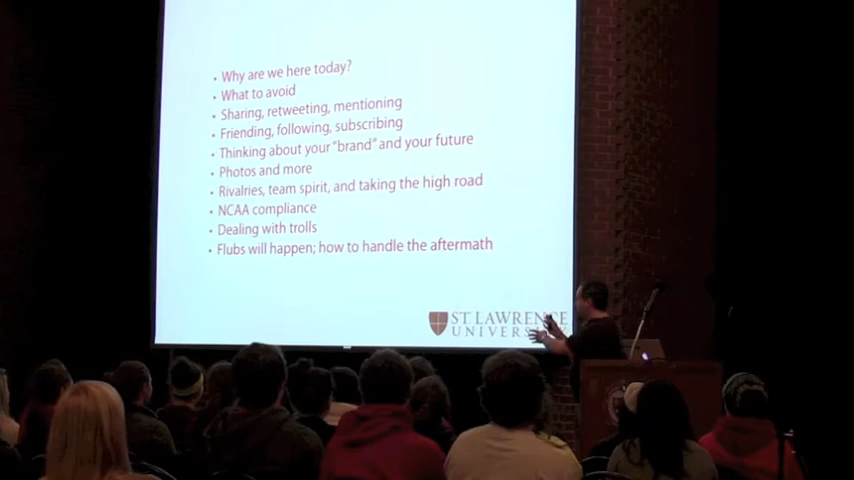 • Why are we here today?
• What to avoid
• Sharing, retweeting, mentioning
• Friending, following, subscribing
• Thinking about your "brand" and your future
• Photos and more
• Rivalries, team spirit, and taking the high road
• NCAA compliance
• Dealing with trolls
• Flubs will happen; how to handle the aftermath
ST. LAWRENCE
UNIVERS